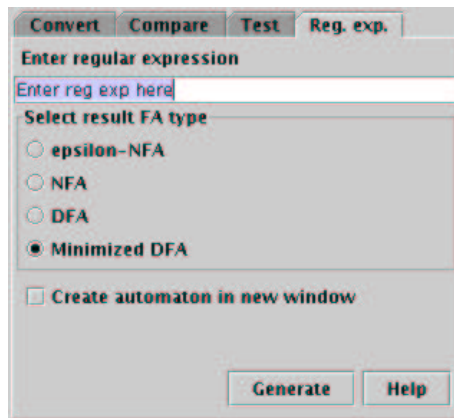 Convert Compare Test Reg. exp.
Enter regular expression
Enter reg exp here
Select result FA type
epsilon-NFA
NFA
DFA
Minimized DFA
Create automaton in new window
Generate Help